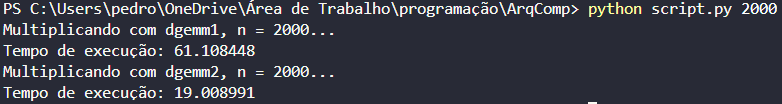 PS C:\Users\pedro\OneDrive\Área de Trabalho\programação\ArqComp> python script.py 2000
Multiplicando com dgemm1, n = 2000...
Tempo de execução: 61.108448
Multiplicando com dgemm2, n = 2000...
Tempo de execução: 19.008991